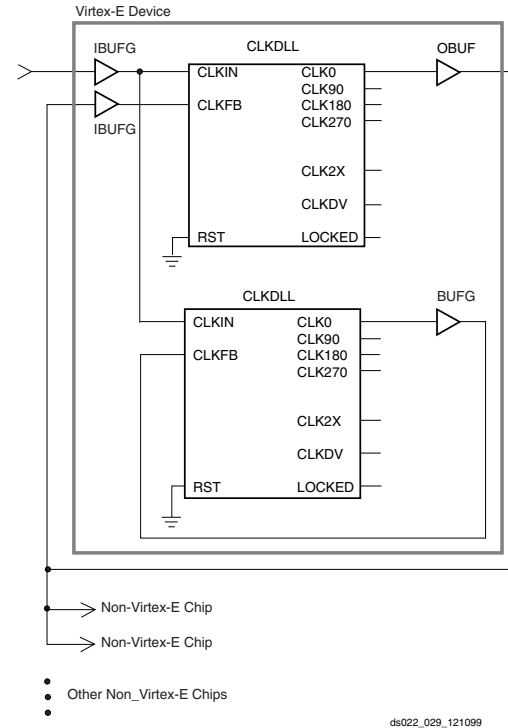 Virtex-E Device
IBUFG
CLKDLL
OBUF
CLKIN
CLK0
CLK90
CLKFB
CLK180
CLK270
IBUFG
CLK2X
CLKDV
RST
LOCKED
CLKDLL
BUFG
CLKIN
CLK0
CLK90
CLKFB
CLK180
CLK270
CLK2X
CLKDV
RST
LOCKED
Non-Virtex-E Chip
Non-Virtex-E Chip
Other Non_Virtex-E Chips
ds022_029_121099